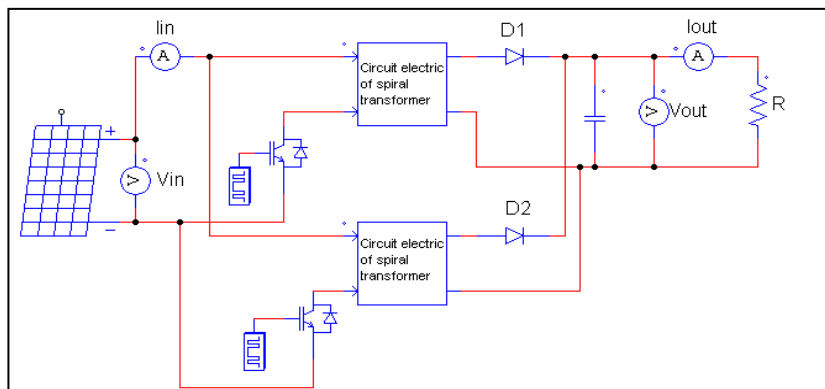 Iin
D1
Iout
A
A
Circuit electric
of spiral
transformer
+
V
Vin
V
Vout
R
−
D2
Circuit electric
of spiral
transformer